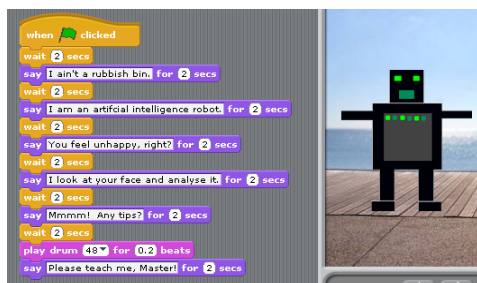 when clicked
wait 2 secs
say I ain't a rubbish bin. for 2 secs
wait 2 secs
say I am an artifcial intelligence robot. for 2 secs
wait 2 secs
say You feel unhappy, right? for 2 secs
wait 2 secs
say I look at your face and analyse it. for 2 secs
wait 2 secs
say Mmmm! Any tips? for 2 secs
wait 2 secs
play drum 48 for 0.2 beats
say Please teach me, Master! for 2 secs